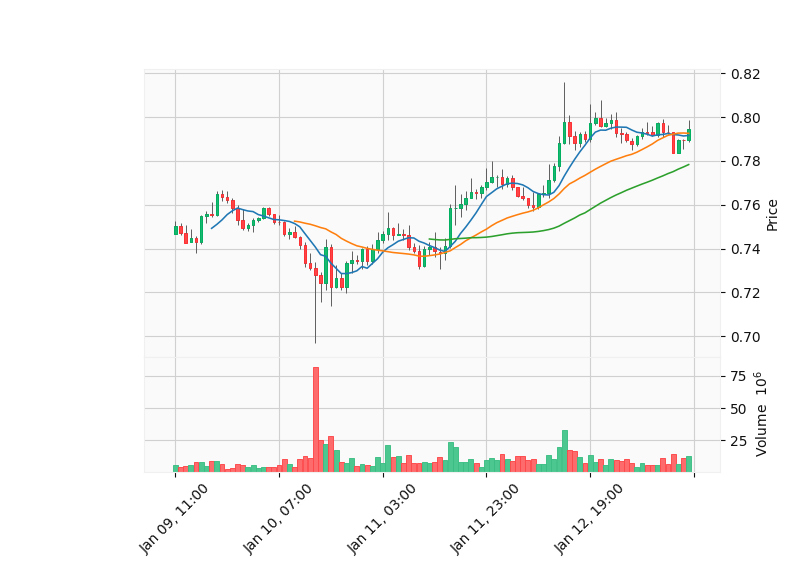 0.82
0.80
0.78
0.76
0.74
0.72
0.70
Price
75
50
25
Volume 10⁶
Jan 09, 11:00
Jan 10, 07:00
Jan 11, 03:00
Jan 11, 23:00
Jan 12, 19:00